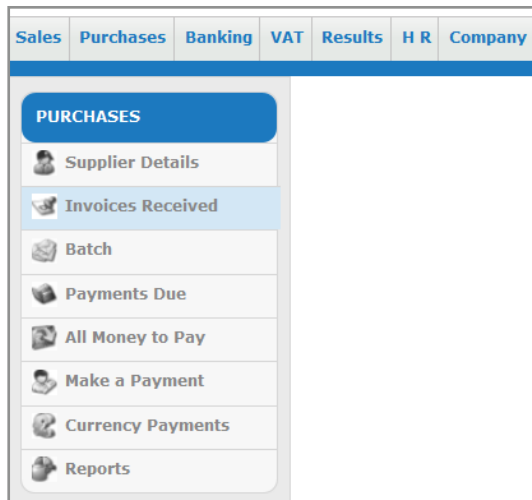 Sales Purchases Banking VAT Results H R Company
PURCHASES
Supplier Details
Invoices Received
Batch
Payments Due
All Money to Pay
Make a Payment
Currency Payments
Reports